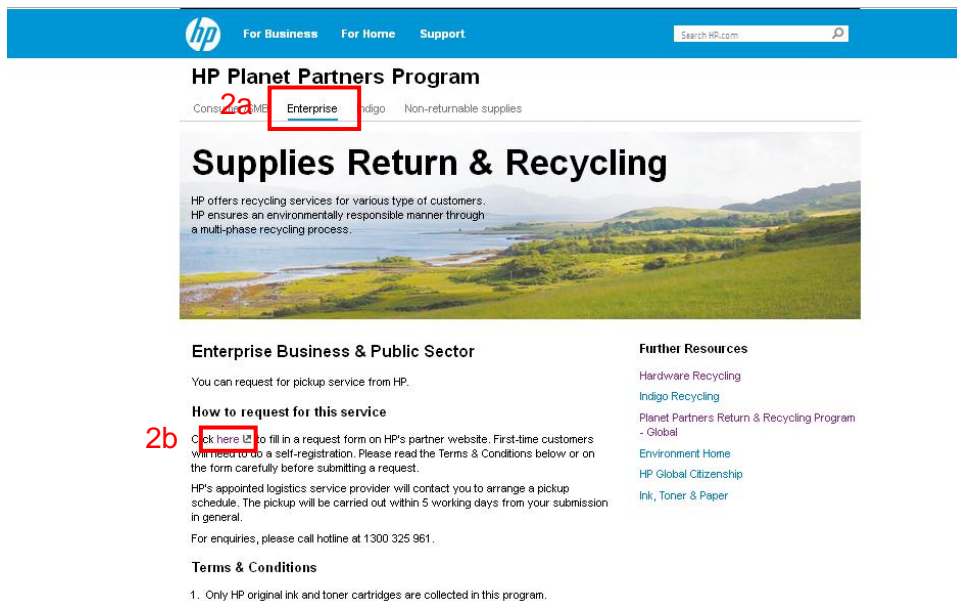 hp For Business For Home Support Search HP.com
HP Planet Partners Program
2a
Consumer/SME Enterprise Indigo Non-returnable supplies
Supplies Return & Recycling
HP offers recycling services for various type of customers.
HP ensures an environmentally responsible manner through
a multi-phase recycling process.
Enterprise Business & Public Sector
You can request for pickup service from HP.
How to request for this service
2b
Click here to fill in a request form on HP's partner website. First-time customers
will need to do a self-registration. Please read the Terms & Conditions below or on
the form carefully before submitting a request.
HP's appointed logistics service provider will contact you to arrange a pickup
schedule. The pickup will be carried out within 5 working days from your submission
in general.
For enquiries, please call hotline at 1300 325 961.
Terms & Conditions
1. Only HP original ink and toner cartridges are collected in this program.
Further Resources
Hardware Recycling
Indigo Recycling
Planet Partners Return & Recycling Program
- Global
Environment Home
HP Global Citizenship
Ink, Toner & Paper